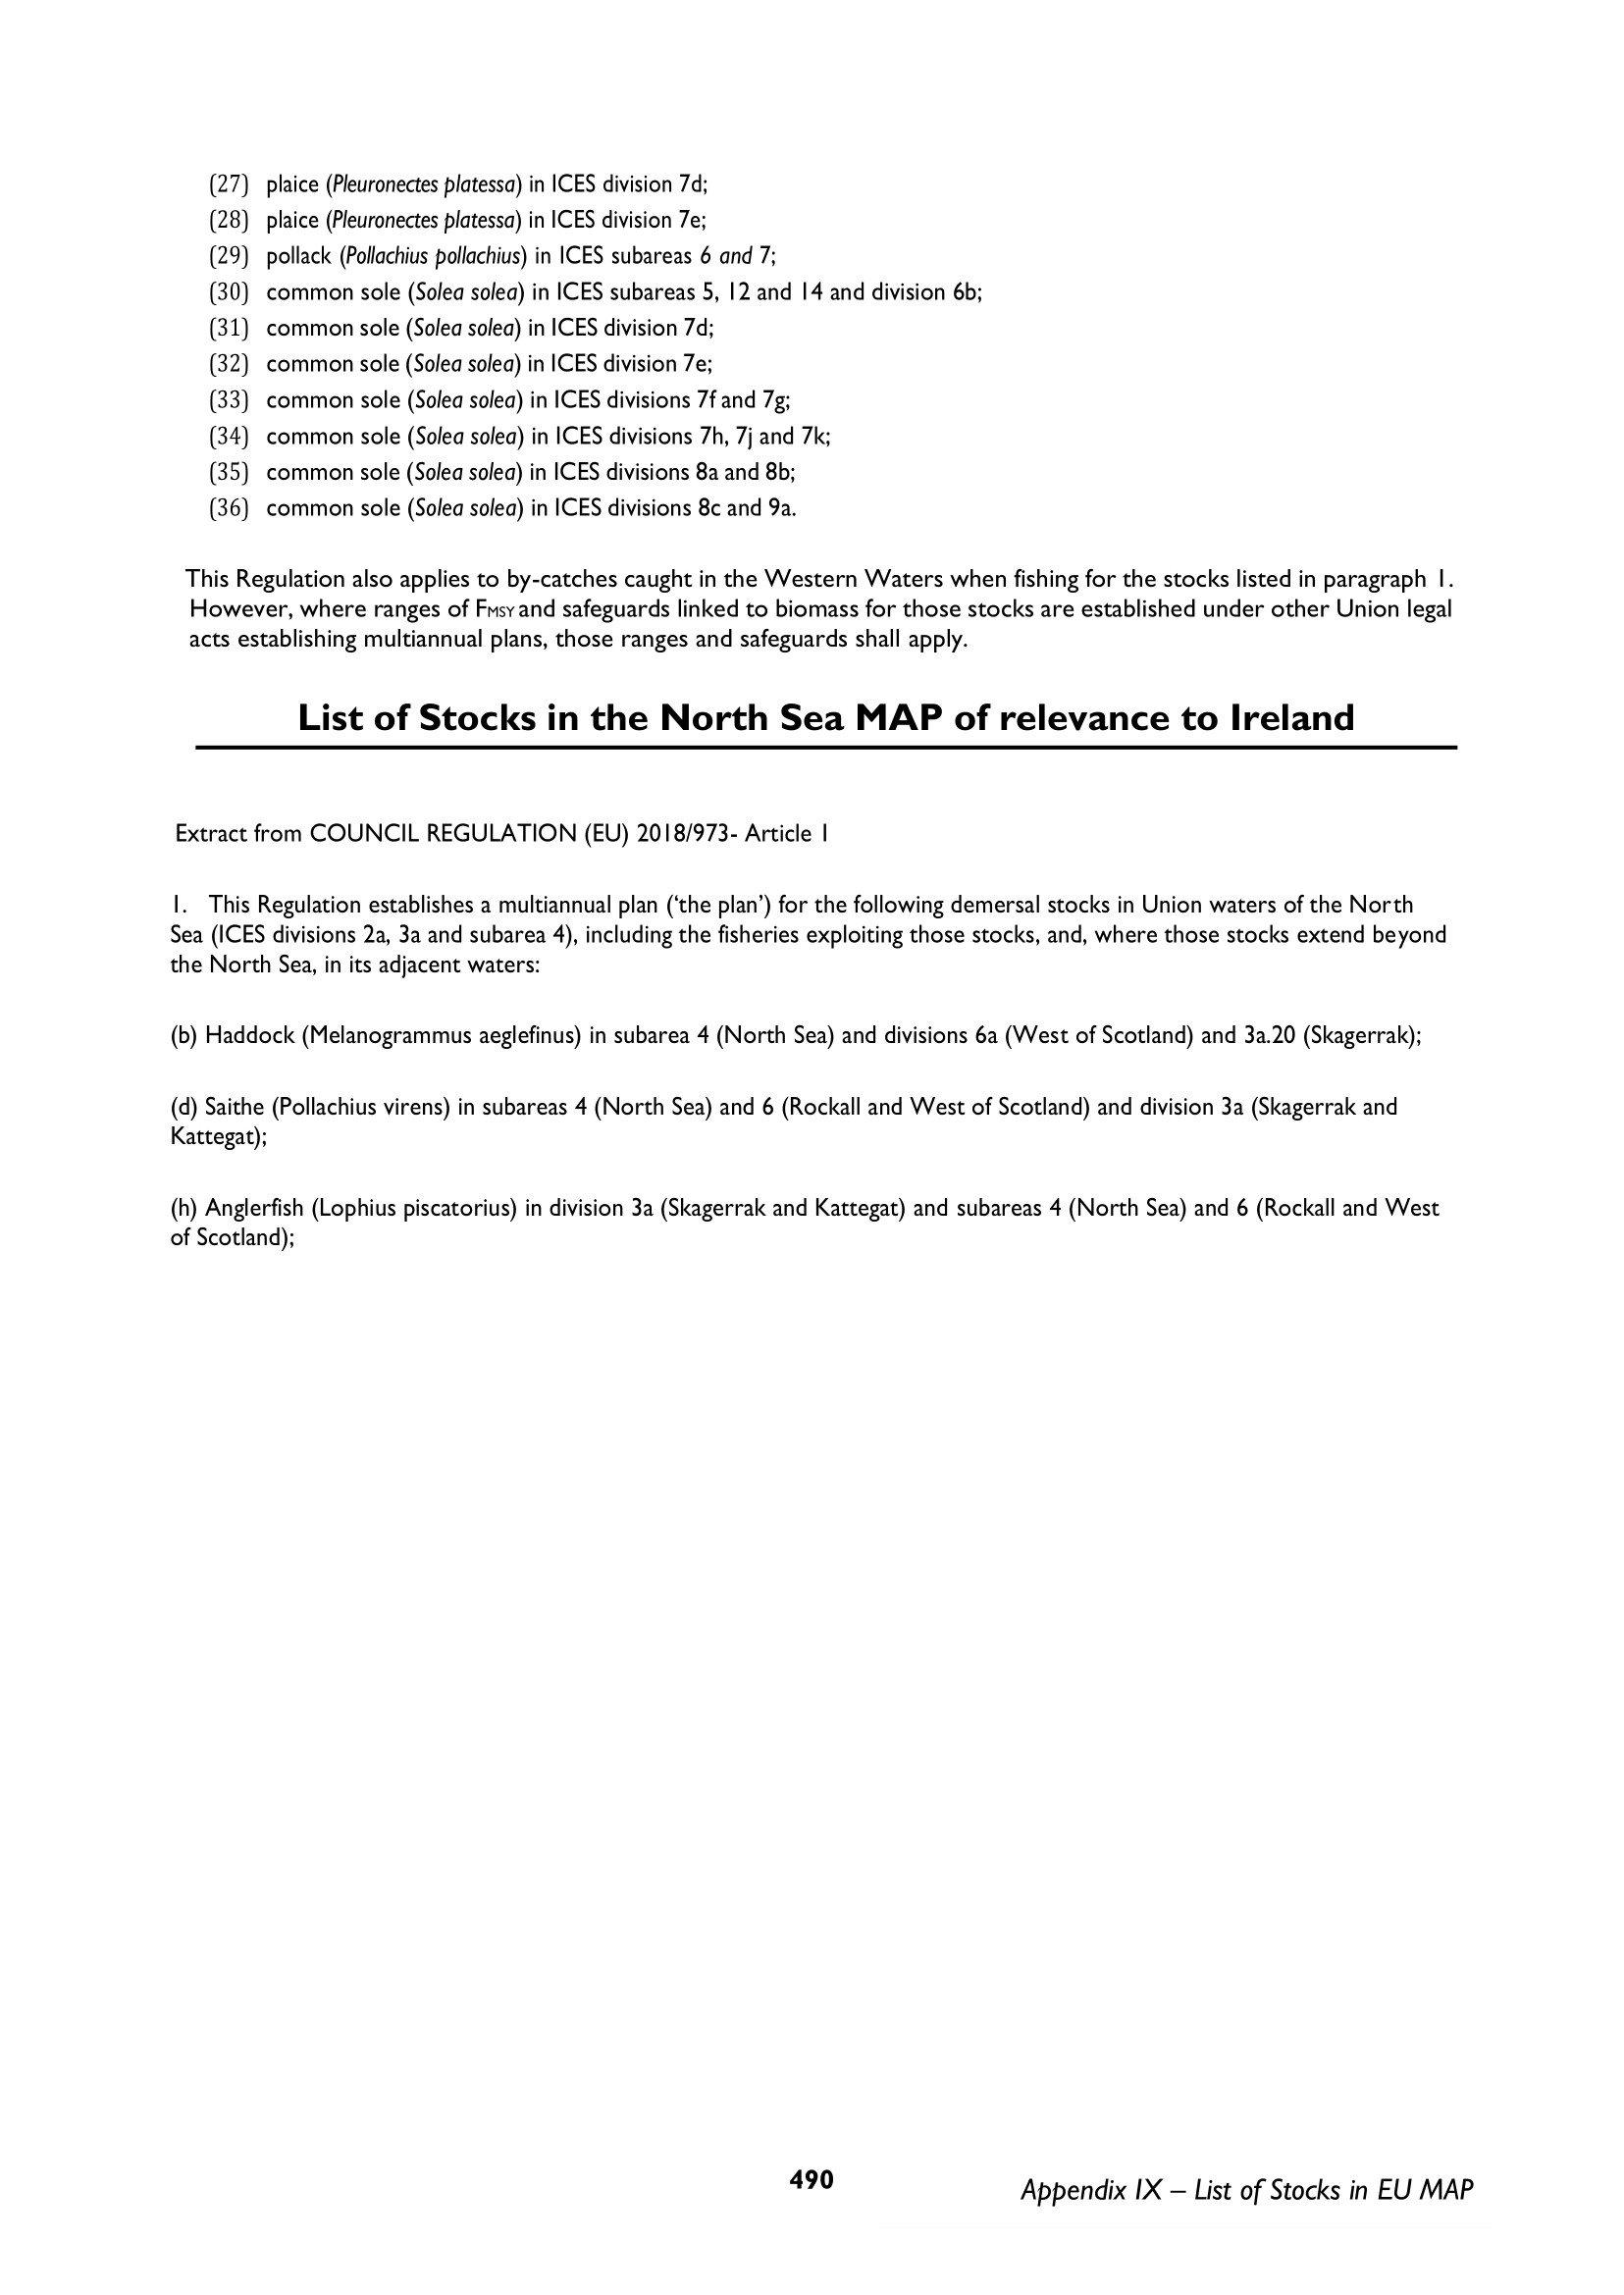 (27) plaice (Pleuronectes platessa) in ICES division 7d;
(28) plaice (Pleuronectes platessa) in ICES division 7e;
(29) pollack (Pollachius pollachius) in ICES subareas 6 and 7;
(30) common sole (Solea solea) in ICES subareas 5, 12 and 14 and division 6b;
(31) common sole (Solea solea) in ICES division 7d;
(32) common sole (Solea solea) in ICES division 7e;
(33) common sole (Solea solea) in ICES divisions 7f and 7g;
(34) common sole (Solea solea) in ICES divisions 7h, 7j and 7k;
(35) common sole (Solea solea) in ICES divisions 8a and 8b;
(36) common sole (Solea solea) in ICES divisions 8c and 9a.
This Regulation also applies to by-catches caught in the Western Waters when fishing for the stocks listed in paragraph 1.
However, where ranges of FMSY and safeguards linked to biomass for those stocks are established under other Union legal
acts establishing multiannual plans, those ranges and safeguards shall apply.
List of Stocks in the North Sea MAP of relevance to Ireland
Extract from COUNCIL REGULATION (EU) 2018/973- Article 1
1. This Regulation establishes a multiannual plan (‘the plan’) for the following demersal stocks in Union waters of the North
Sea (ICES divisions 2a, 3a and subarea 4), including the fisheries exploiting those stocks, and, where those stocks extend beyond
the North Sea, in its adjacent waters:
(b) Haddock (Melanogrammus aeglefinus) in subarea 4 (North Sea) and divisions 6a (West of Scotland) and 3a.20 (Skagerrak);
(d) Saithe (Pollachius virens) in subareas 4 (North Sea) and 6 (Rockall and West of Scotland) and division 3a (Skagerrak and
Kattegat);
(h) Anglerfish (Lophius piscatorius) in division 3a (Skagerrak and Kattegat) and subareas 4 (North Sea) and 6 (Rockall and West
of Scotland);
490
Appendix IX – List of Stocks in EU MAP